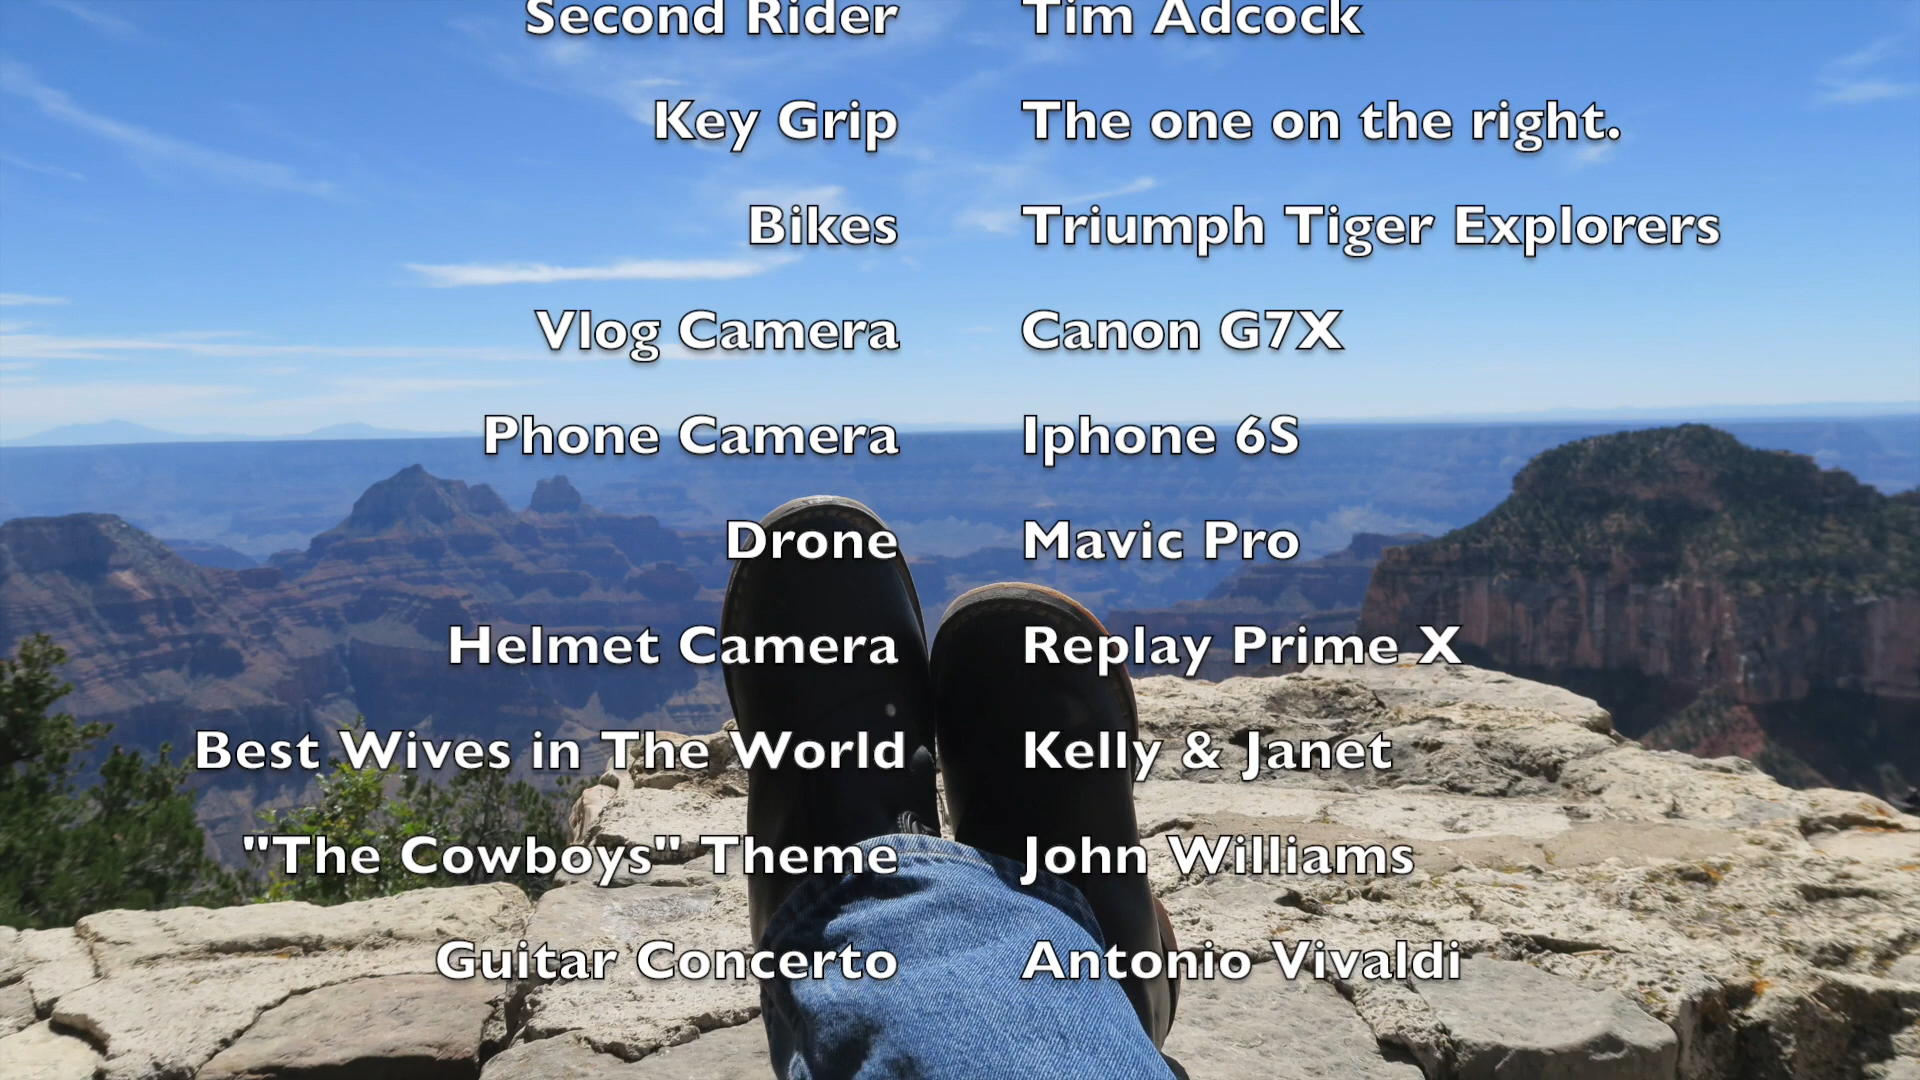 Second Rider Tim Adcock
Key Grip The one on the right.
Bikes Triumph Tiger Explorers
Vlog Camera Canon G7X
Phone Camera Iphone 6S
Drone Mavic Pro
Helmet Camera Replay Prime X
Best Wives in The World Kelly & Janet
"The Cowboys" Theme John Williams
Guitar Concerto Antonio Vivaldi